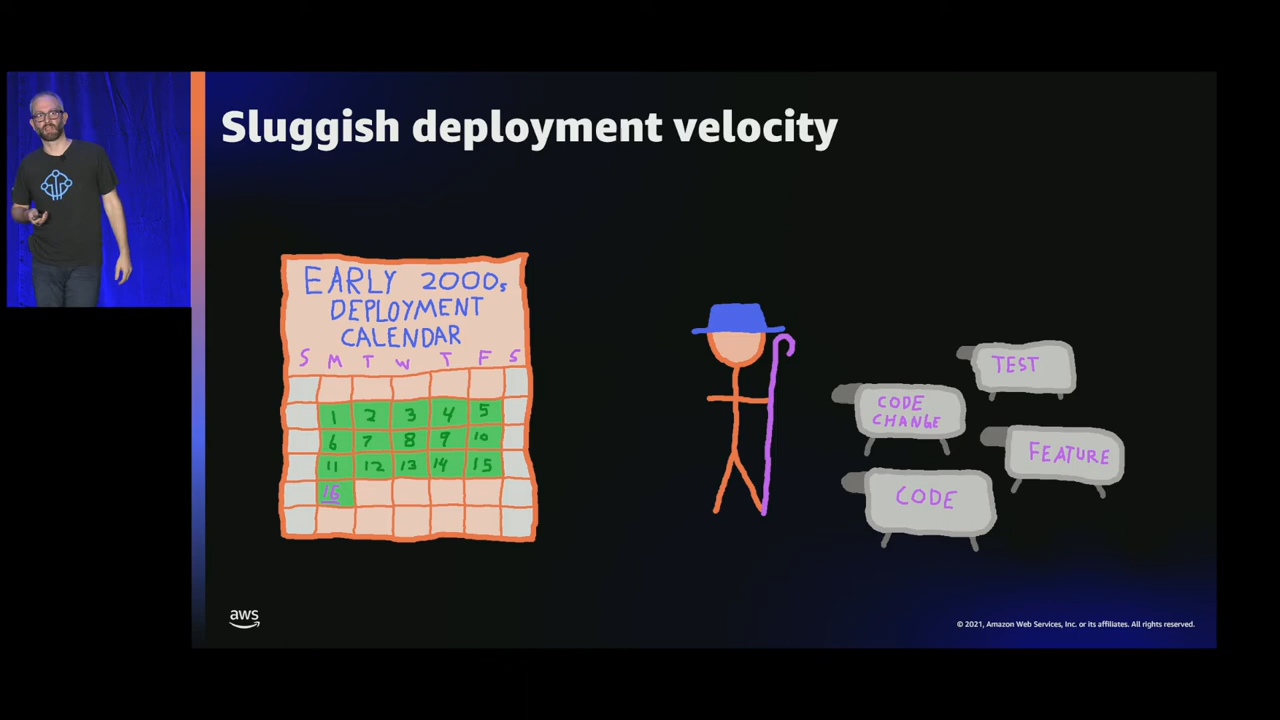 Sluggish deployment velocity
EARLY 2000s
DEPLOYMENT
CALENDAR
S M T W T F S
1 2 3 4 5
6 7 8 9 10
11 12 13 14 15
16
TEST
CODE
CHANGE
FEATURE
CODE
aws
© 2021, Amazon Web Services, Inc. or its affiliates. All rights reserved.